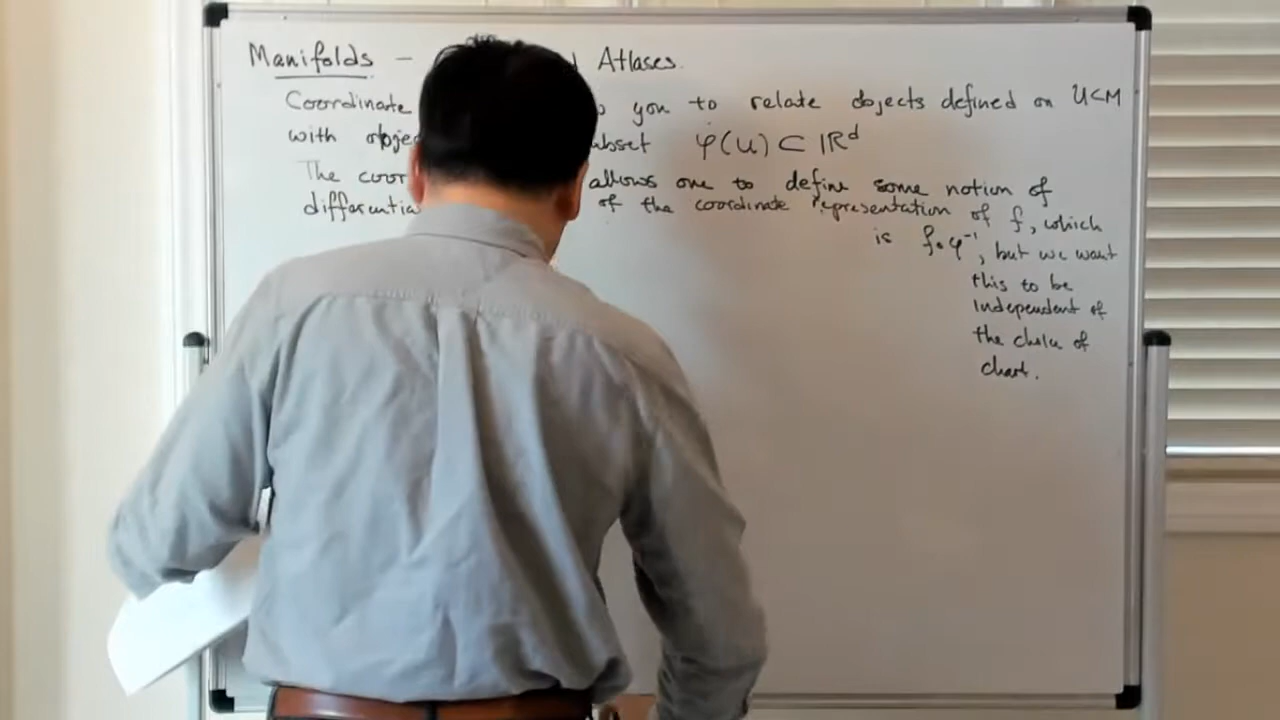 Manifolds - Atlases.
Coordinate you to relate objects defined on U⊂M
with φ(U) ⊂ ℝᵈ
The allows one to define some notion of
of the coordinate representation of f, which
is f∘φ⁻¹, but we want
this to be
independent of
the choice of
chart.